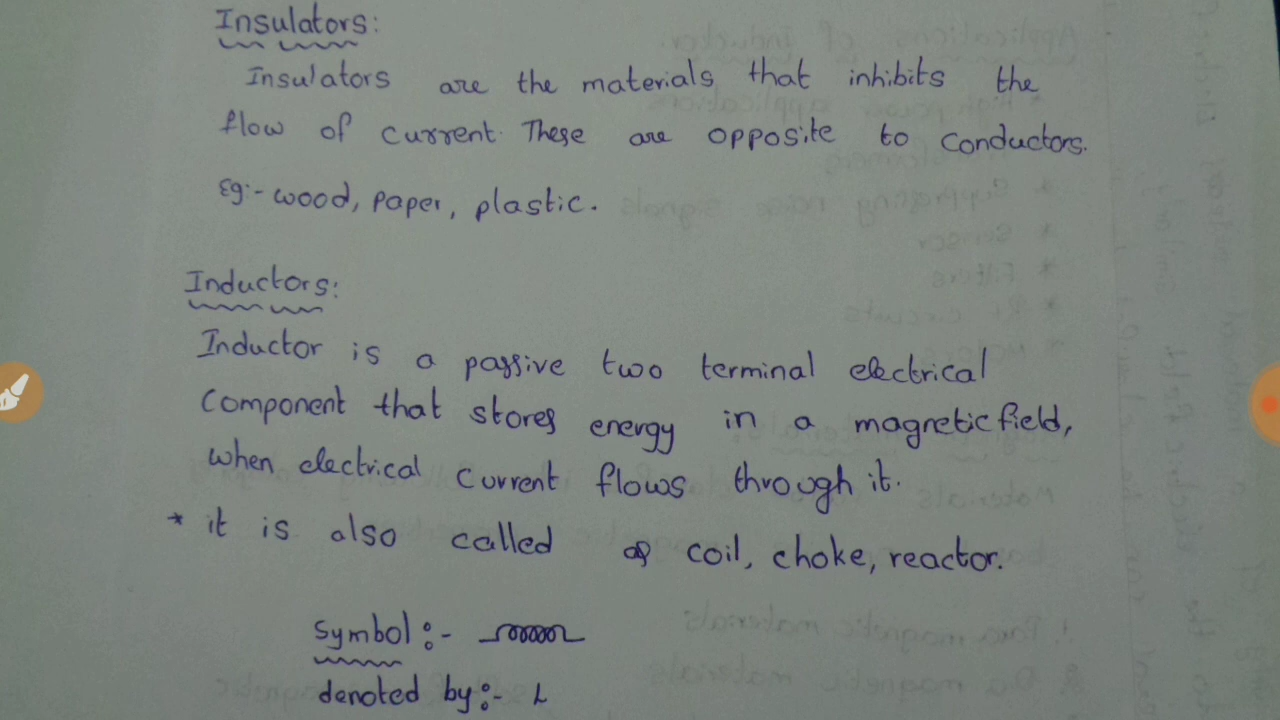 Insulators:
Insulators are the materials that inhibits the
flow of current. These are opposite to conductors.
Eg:- wood, paper, plastic.
Inductors:
Inductor is a passive two terminal electrical
component that stores energy in a magnetic field,
when electrical current flows through it.
* it is also called as coil, choke, reactor.
symbol :-
denoted by :- L